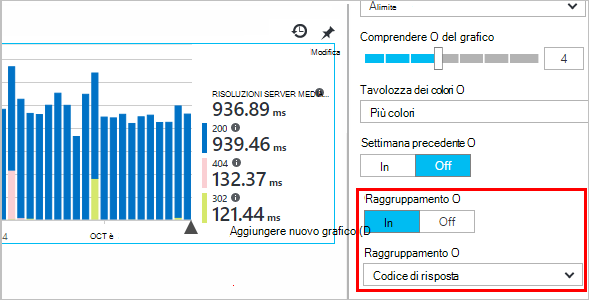 Modifica
RISOLUZIONI SERVER MEDI...
936.89 ms
200
939.46 ms
404
132.37 ms
302
121.44 ms
4
OCT è
Aggiungere nuovo grafico (D
Alimite
Comprendere O del grafico
4
Tavolozza dei colori O
Più colori
Settimana precedente O
In Off
Raggruppamento O
In Off
Raggruppamento O
Codice di risposta